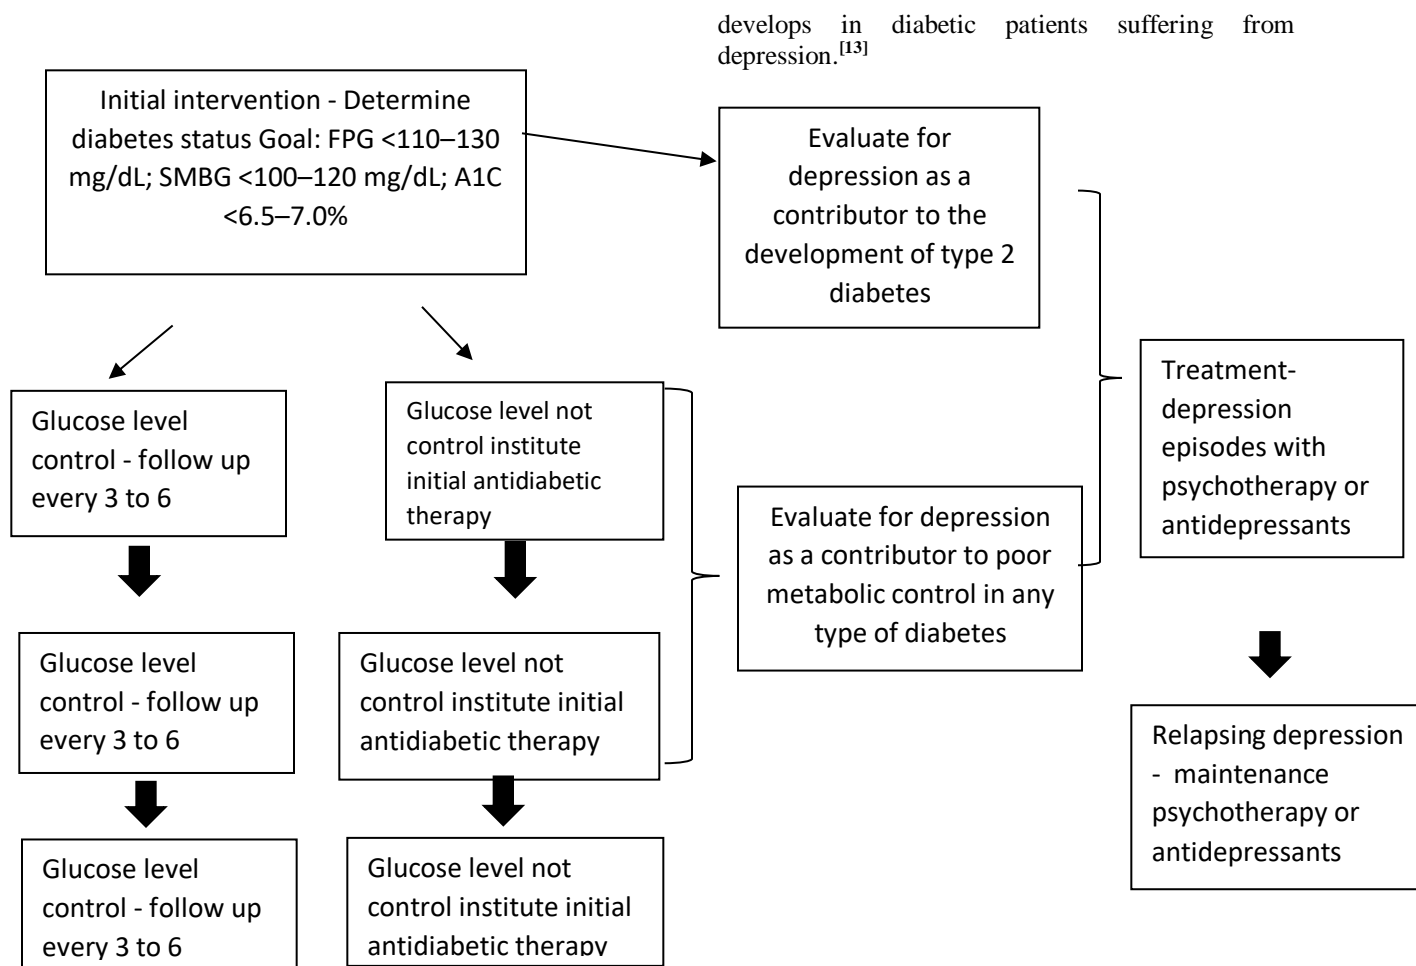 develops in diabetic patients suffering from
depression.[13]
Initial intervention - Determine
diabetes status Goal: FPG <110–130
mg/dL; SMBG <100–120 mg/dL; A1C
<6.5–7.0%
Evaluate for
depression as a
contributor to the
development of type 2
diabetes
Glucose level
control - follow up
every 3 to 6
Glucose level not
control institute
initial antidiabetic
therapy
Treatment-
depression
episodes with
psychotherapy or
antidepressants
Evaluate for depression
as a contributor to poor
metabolic control in any
type of diabetes
Glucose level
control - follow up
every 3 to 6
Glucose level not
control institute initial
antidiabetic therapy
Relapsing depression
- maintenance
psychotherapy or
antidepressants
Glucose level
control - follow up
every 3 to 6
Glucose level not
control institute initial
antidiabetic therapy